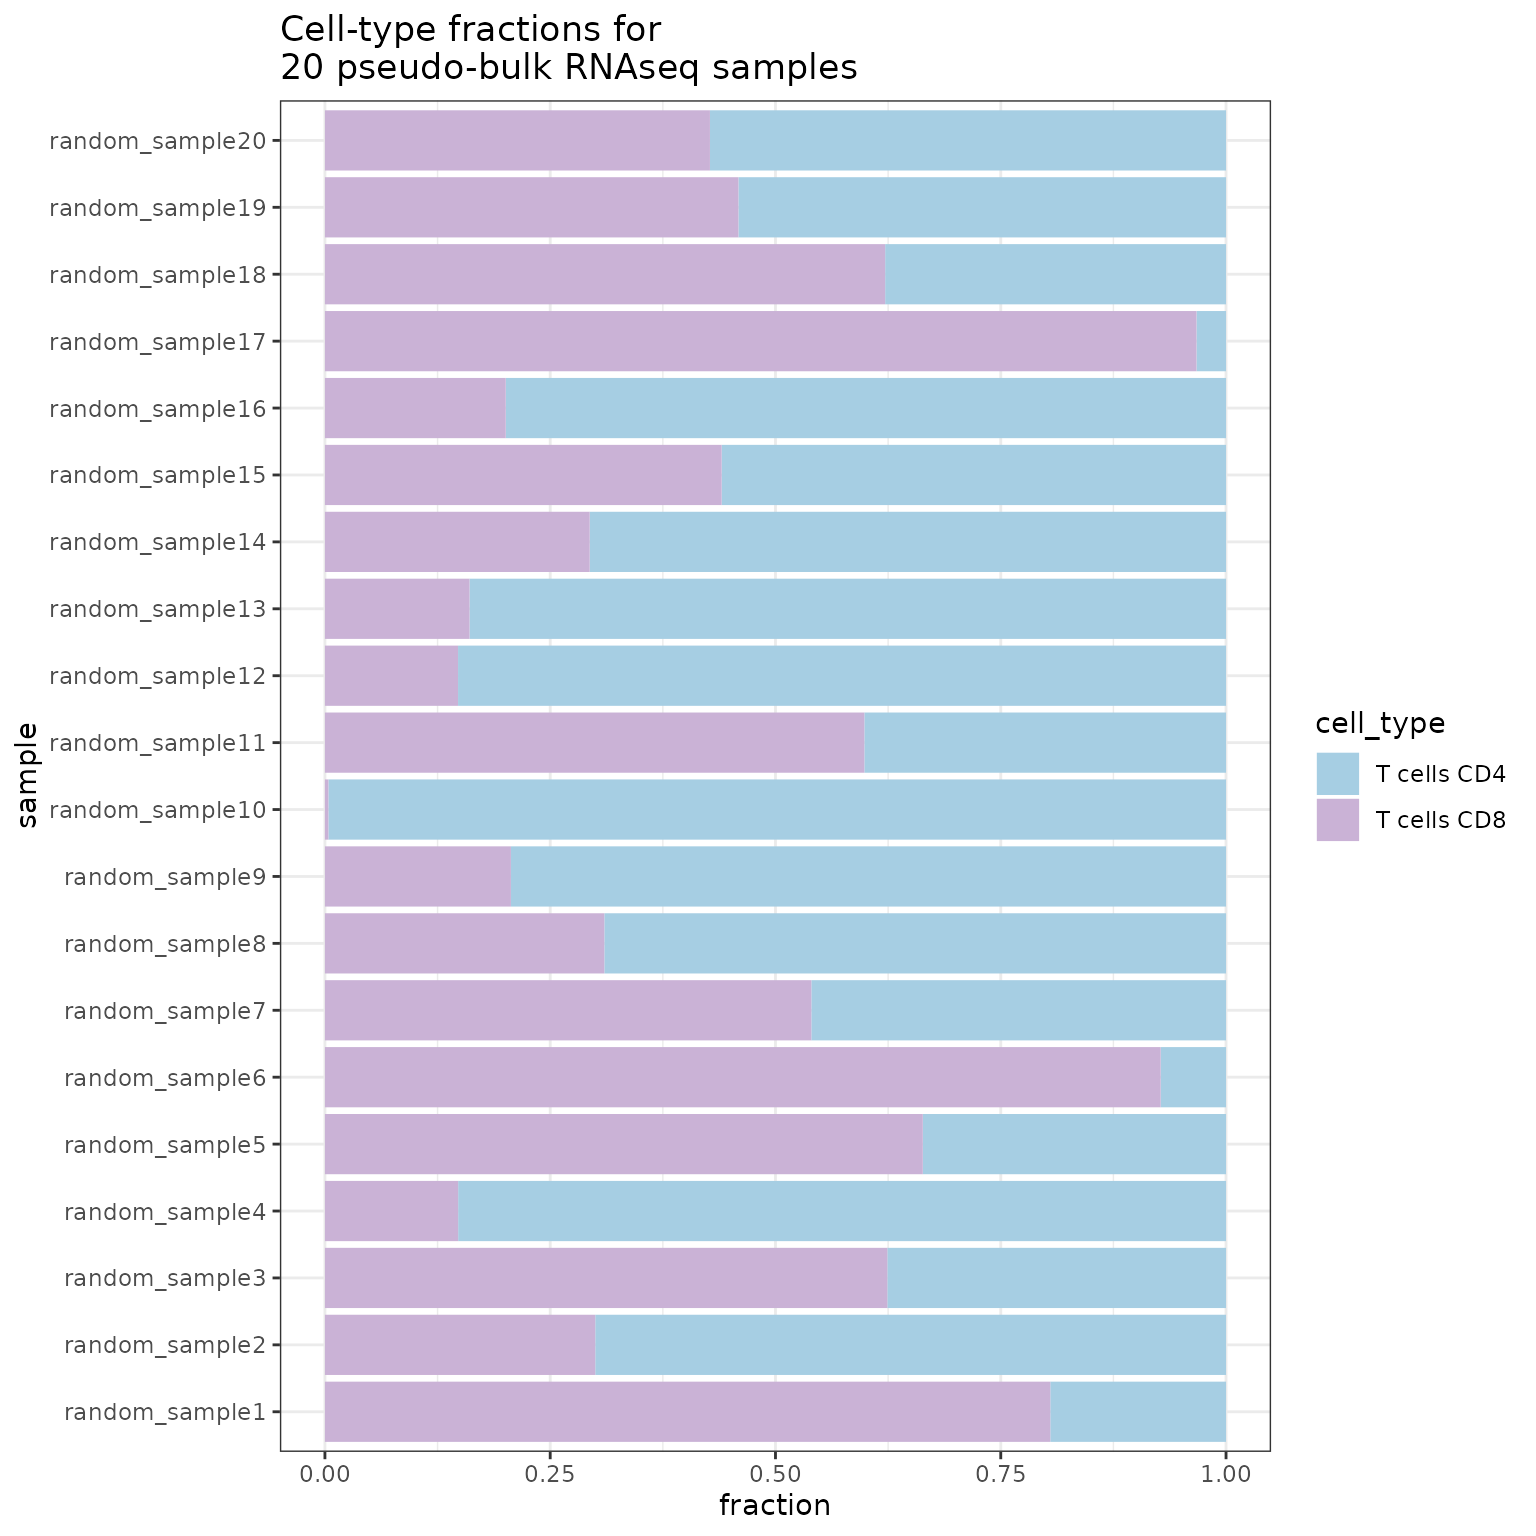 Cell-type fractions for
20 pseudo-bulk RNAseq samples
random_sample20
random_sample19
random_sample18
random_sample17
random_sample16
random_sample15
random_sample14
random_sample13
random_sample12
random_sample11
random_sample10
random_sample9
random_sample8
random_sample7
random_sample6
random_sample5
random_sample4
random_sample3
random_sample2
random_sample1
sample
0.00 0.25 0.50 0.75 1.00
fraction
cell_type
T cells CD4
T cells CD8